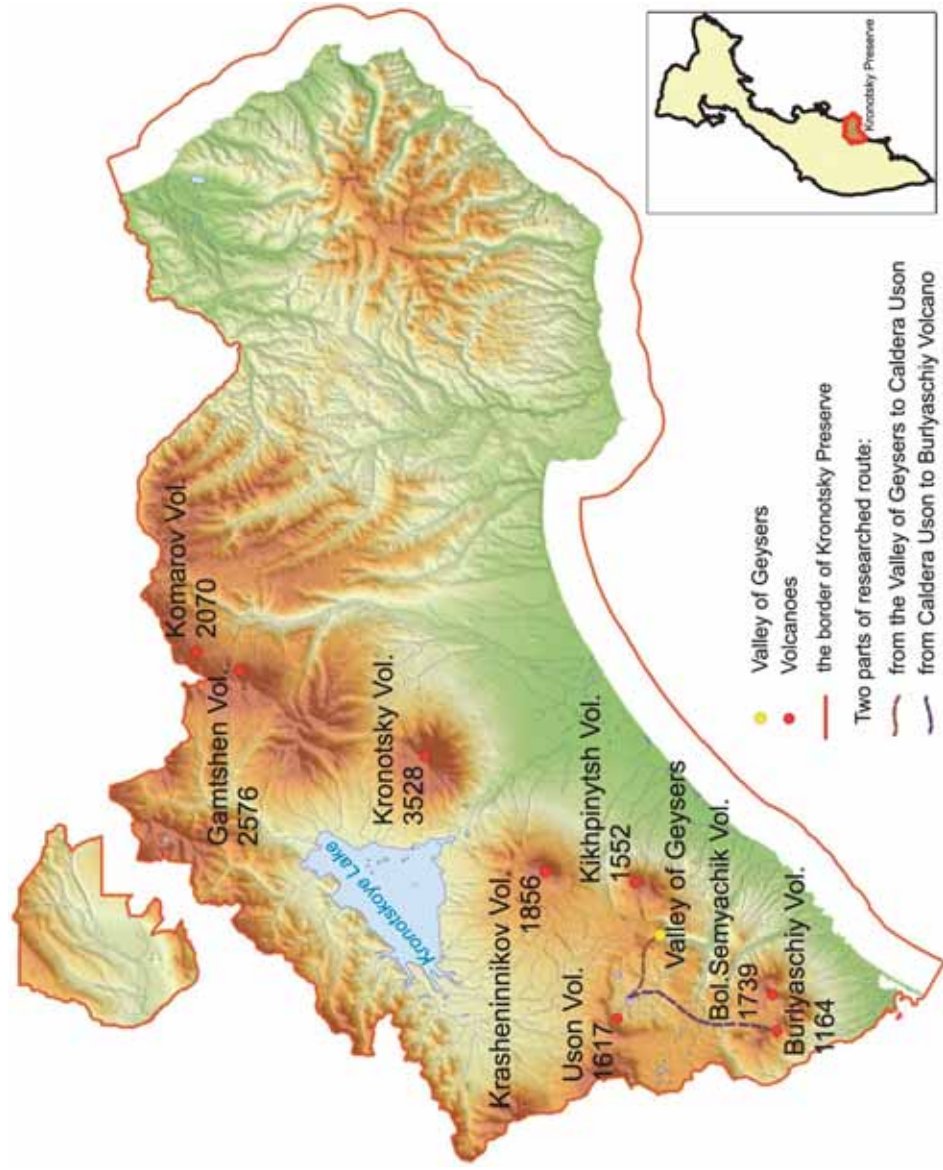 Komarov Vol.
2070
Gamtshen Vol.
2576
Kronotsky Vol.
3528
Kronotskoye Lake
Krasheninnikov Vol.
1856
Kikhpinytsh Vol.
1552
Uson Vol.
1617
Valley of Geysers
Bol.Semyachik Vol.
1739
Burlyaschiy Vol.
1164
Valley of Geysers
Volcanoes
the border of Kronotsky Preserve
Two parts of researched route:
from the Valley of Geysers to Caldera Uson
from Caldera Uson to Burlyaschiy Volcano
Kronotsky Preserve